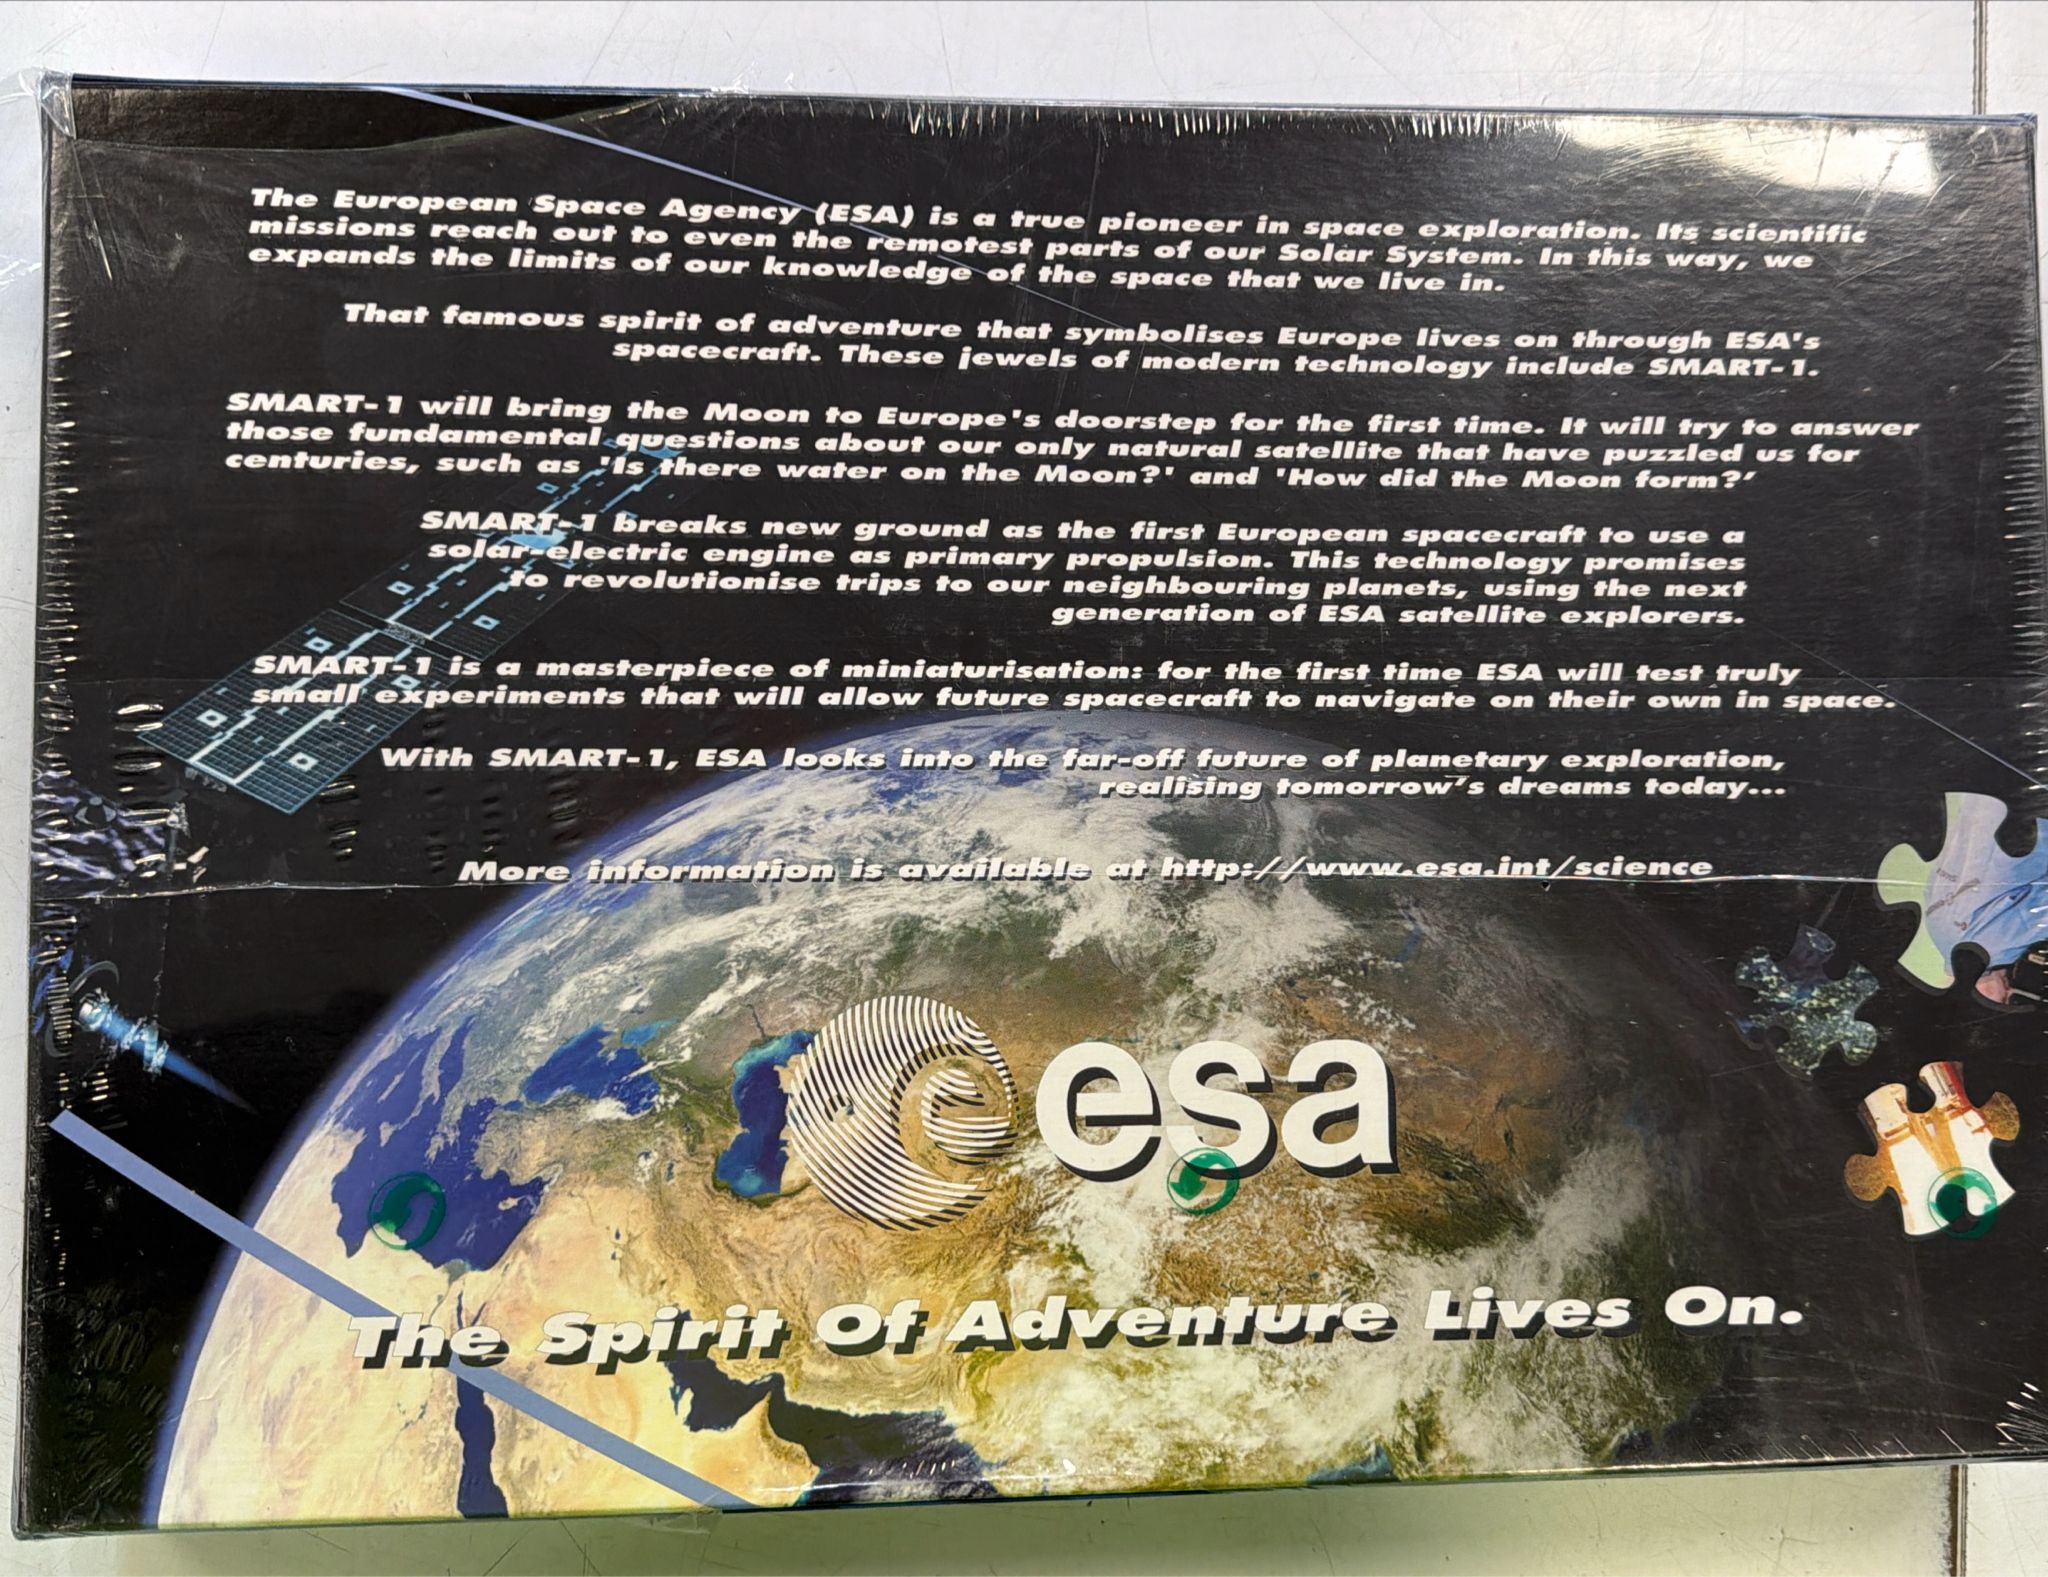 The European Space Agency (ESA) is a true pioneer in space exploration. Its scientific
missions reach out to even the remotest parts of our Solar System. In this way, we
expands the limits of our knowledge of the space that we live in.
That famous spirit of adventure that symbolises Europe lives on through ESA's
spacecraft. These jewels of modern technology include SMART-1.
SMART-1 will bring the Moon to Europe's doorstep for the first time. It will try to answer
those fundamental questions about our only natural satellite that have puzzled us for
centuries, such as 'Is there water on the Moon?' and 'How did the Moon form?'
SMART-1 breaks new ground as the first European spacecraft to use a
solar-electric engine as primary propulsion. This technology promises
to revolutionise trips to our neighbouring planets, using the next
generation of ESA satellite explorers.
SMART-1 is a masterpiece of miniaturisation: for the first time ESA will test truly
small experiments that will allow future spacecraft to navigate on their own in space.
With SMART-1, ESA looks into the far-off future of planetary exploration,
realising tomorrow's dreams today...
More information is available at http://www.esa.int/science
esa
The Spirit Of Adventure Lives On.